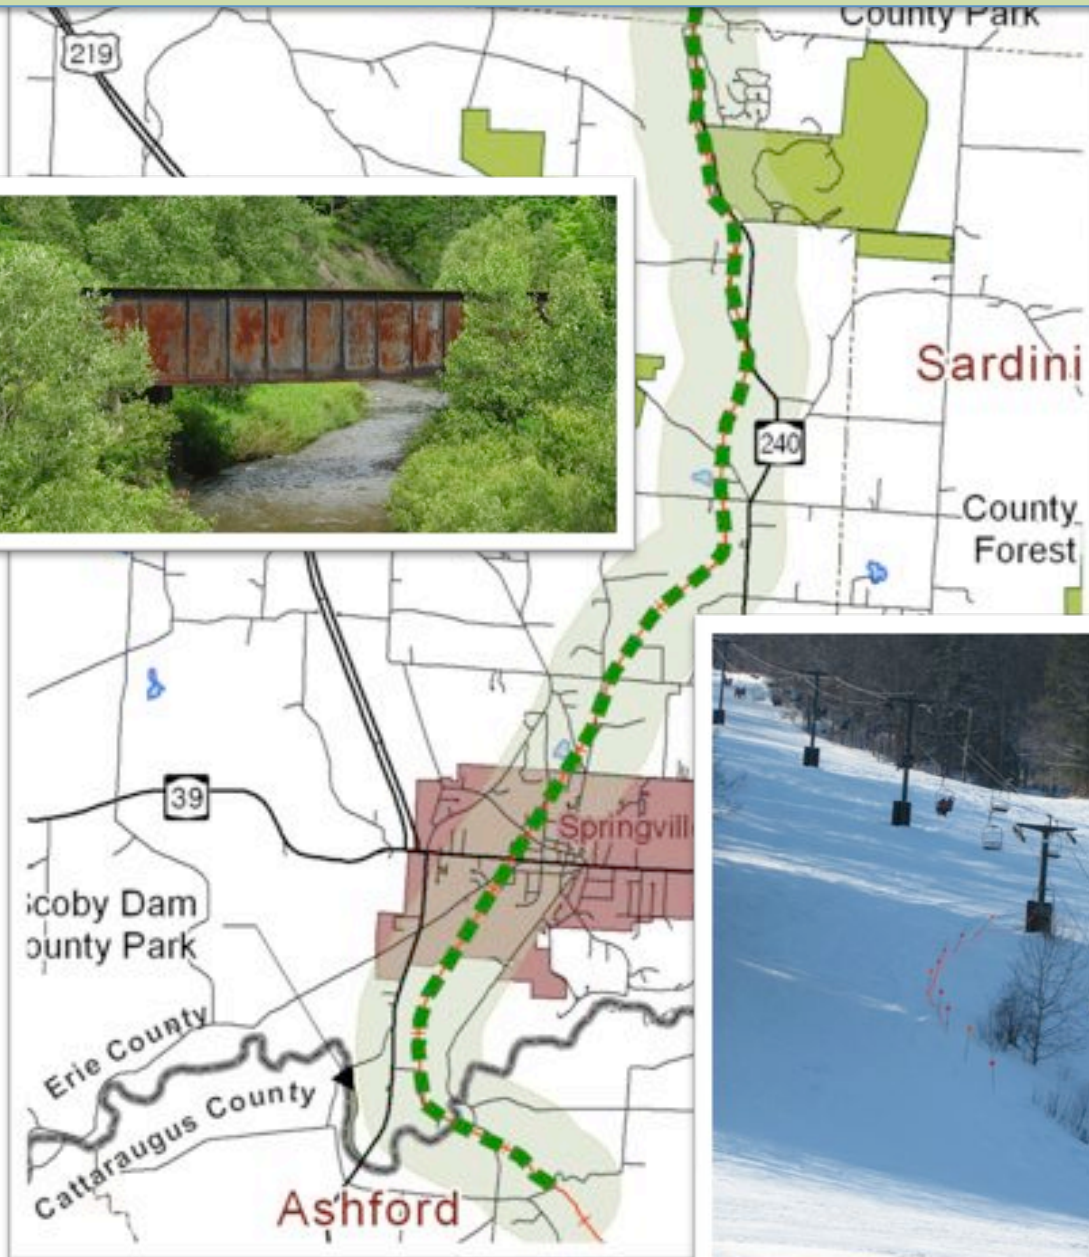 County Park
219
Sardini
240
County
Forest
39
Springvill
coby Dam
ounty Park
Erie County
Cattaraugus County
Ashford